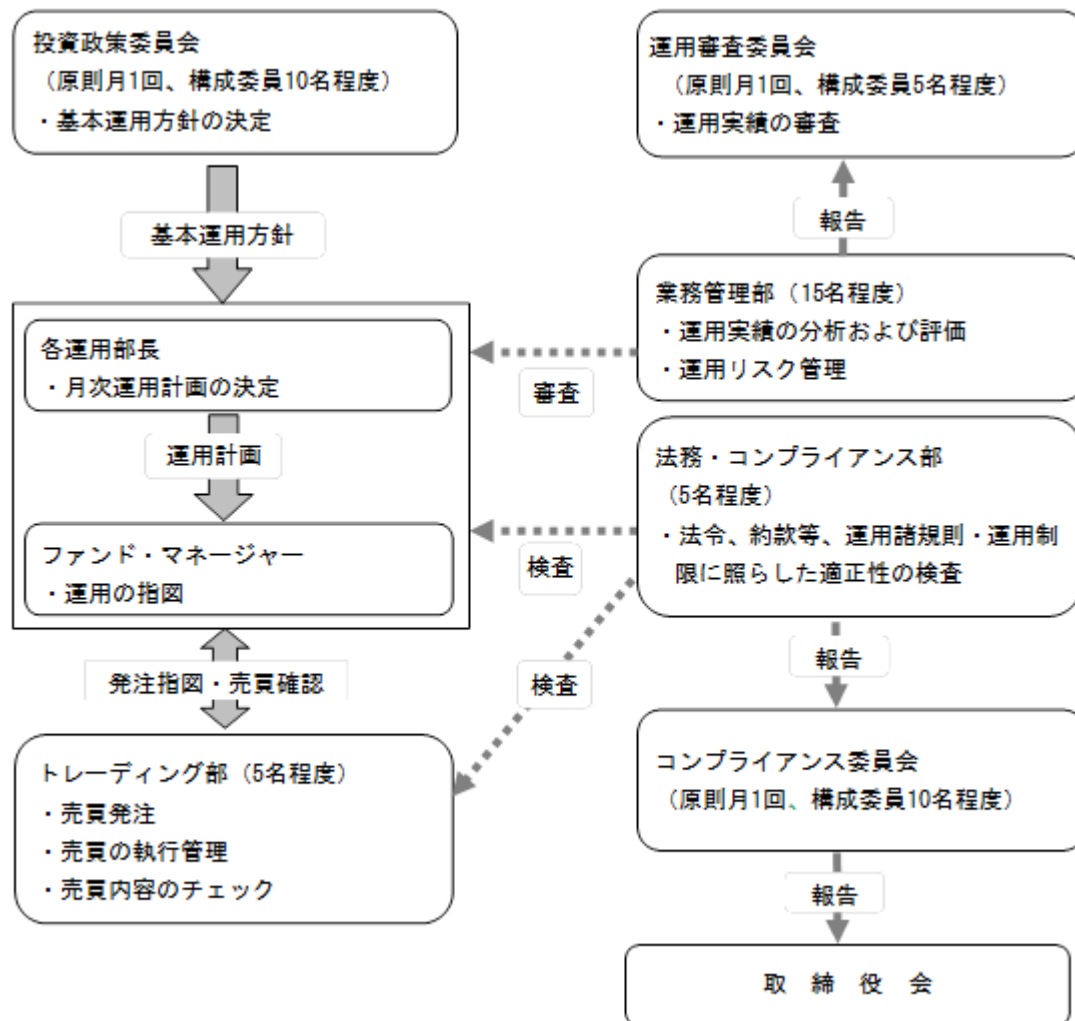 投資政策委員会
（原則月1回、構成委員10名程度）
・基本運用方針の決定
基本運用方針
各運用部長
・月次運用計画の決定
運用計画
ファンド・マネージャー
・運用の指図
発注指図・売買確認
トレーディング部（5名程度）
・売買発注
・売買の執行管理
・売買内容のチェック
運用審査委員会
（原則月1回、構成委員5名程度）
・運用実績の審査
報告
業務管理部（15名程度）
・運用実績の分析および評価
・運用リスク管理
審査
法務・コンプライアンス部
（5名程度）
・法令、約款等、運用諸規則・運用制
限に照らした適正性の検査
検査
検査
報告
コンプライアンス委員会
（原則月1回、構成委員10名程度）
報告
取　締　役　会